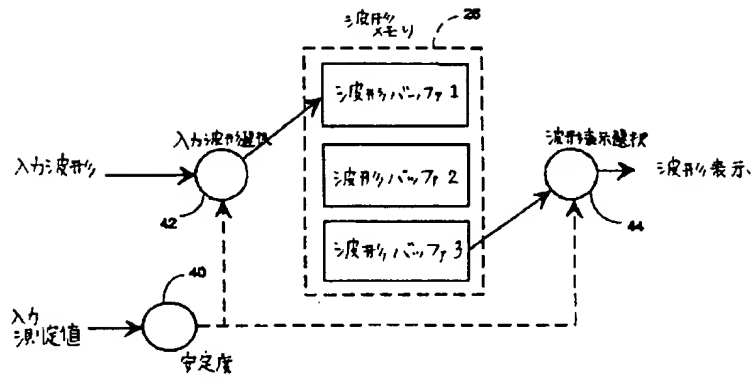 波形
メモリ
26
波形バッファ 1
入力波形選択
波形表示選択
入力波形
波形表示
42
波形バッファ 2
44
波形バッファ 3
40
入力
測定値
安定度